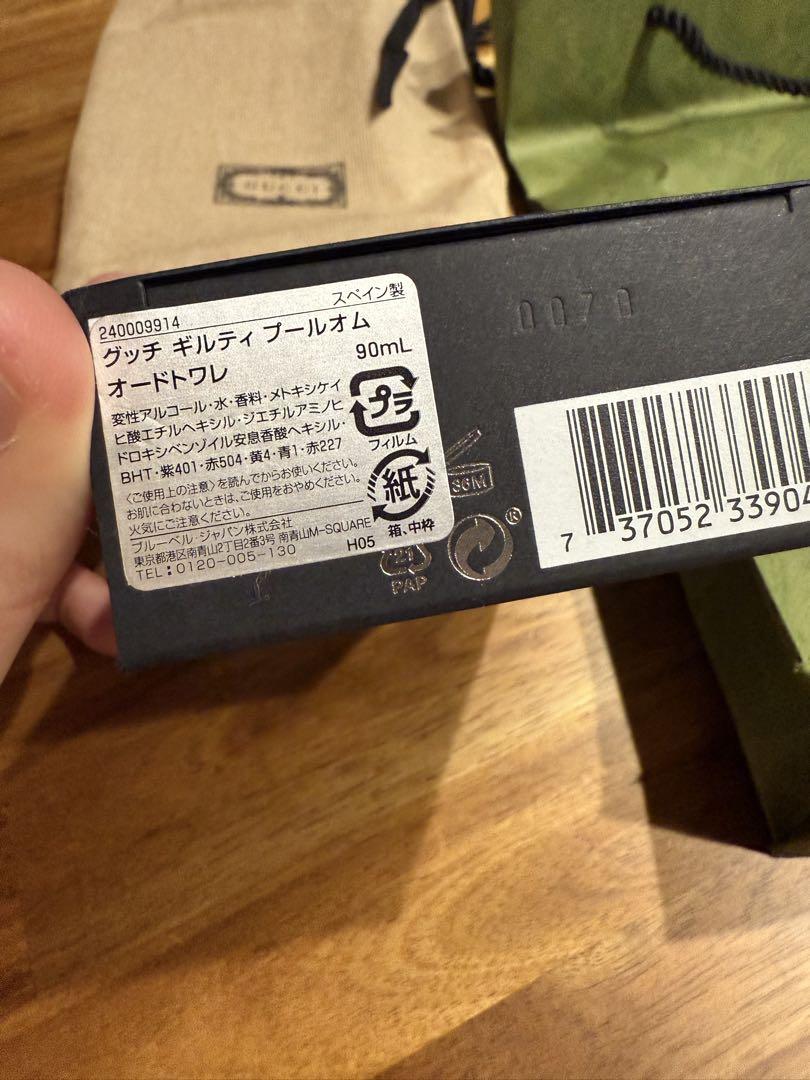 GUCCI
スペイン製
240009914
グッチ ギルティ プールオム
オードトワレ
90mL
変性アルコール・水・香料・メトキシケイ
ヒ酸エチルヘキシル・ジエチルアミノヒ
ドロキシベンゾイル安息香酸ヘキシル・
BHT・紫401・赤504・黄4・青1・赤227
〈ご使用上の注意〉を読んでからお使いください。
お肌に合わないときは、ご使用をおやめください。
火気にご注意ください。
ブルーベル・ジャパン株式会社
東京都港区南青山2丁目2番3号 南青山M-SQUARE
TEL:0120-005-130
H05
プラ
フィルム
紙
箱、中枠
36M
21
PAP
®
0070
7 37052 33904